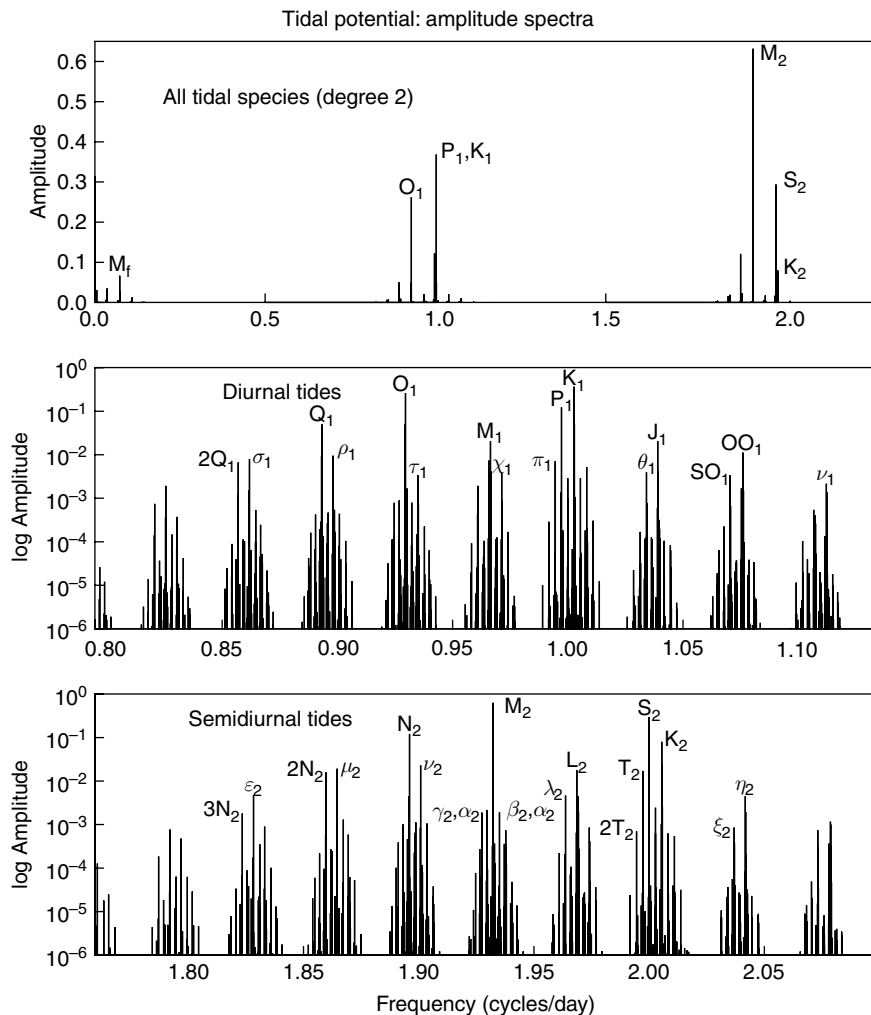 Tidal potential: amplitude spectra
Amplitude
0.6
0.5
0.4
0.3
0.2
0.1
0.0
All tidal species (degree 2)
M₂
P₁,K₁
O₁
S₂
M_f
K₂
0.0 0.5 1.0 1.5 2.0
log Amplitude
10⁰
10⁻¹
10⁻²
10⁻³
10⁻⁴
10⁻⁵
10⁻⁶
Diurnal tides
2Q₁ σ₁ Q₁ ρ₁ O₁ τ₁ M₁ χ₁ π₁ P₁ K₁ θ₁ J₁ SO₁ OO₁ ν₁
0.80 0.85 0.90 0.95 1.00 1.05 1.10
log Amplitude
10⁰
10⁻¹
10⁻²
10⁻³
10⁻⁴
10⁻⁵
10⁻⁶
Semidiurnal tides
3N₂ ε₂ 2N₂ μ₂ N₂ ν₂ γ₂,α₂ M₂ β₂,α₂ λ₂ L₂ 2T₂ T₂ S₂ K₂ ξ₂ η₂
1.80 1.85 1.90 1.95 2.00 2.05
Frequency (cycles/day)